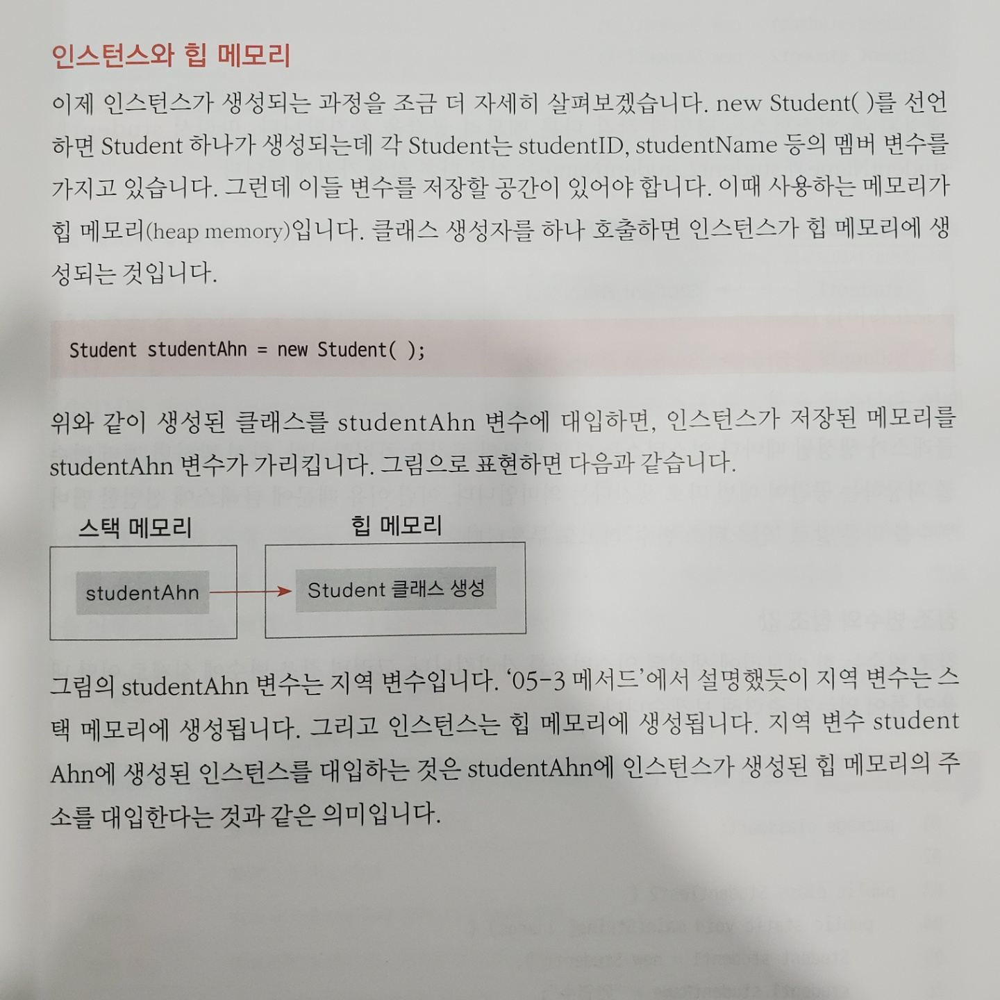 인스턴스와 힙 메모리
이제 인스턴스가 생성되는 과정을 조금 더 자세히 살펴보겠습니다. new Student( )를 선언
하면 Student 하나가 생성되는데 각 Student는 studentID, studentName 등의 멤버 변수를
가지고 있습니다. 그런데 이들 변수를 저장할 공간이 있어야 합니다. 이때 사용하는 메모리가
힙 메모리(heap memory)입니다. 클래스 생성자를 하나 호출하면 인스턴스가 힙 메모리에 생
성되는 것입니다.
Student studentAhn = new Student( );
위와 같이 생성된 클래스를 studentAhn 변수에 대입하면, 인스턴스가 저장된 메모리를
studentAhn 변수가 가리킵니다. 그림으로 표현하면 다음과 같습니다.
스택 메모리 힙 메모리
studentAhn Student 클래스 생성
그림의 studentAhn 변수는 지역 변수입니다. ‘05-3 메서드’에서 설명했듯이 지역 변수는 스
택 메모리에 생성됩니다. 그리고 인스턴스는 힙 메모리에 생성됩니다. 지역 변수 student
Ahn에 생성된 인스턴스를 대입하는 것은 studentAhn에 인스턴스가 생성된 힙 메모리의 주
소를 대입한다는 것과 같은 의미입니다.